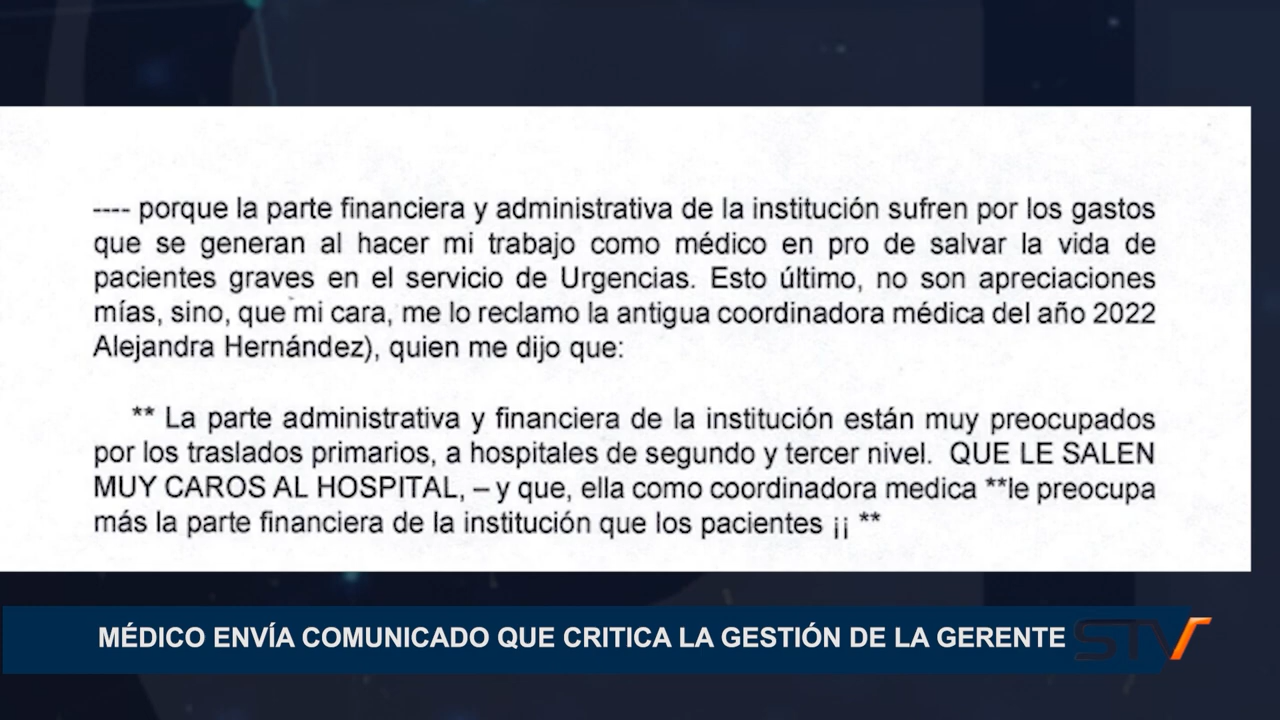 ---- porque la parte financiera y administrativa de la institución sufren por los gastos
que se generan al hacer mi trabajo como médico en pro de salvar la vida de
pacientes graves en el servicio de Urgencias. Esto último, no son apreciaciones
mías, sino, que mi cara, me lo reclamo la antigua coordinadora médica del año 2022
Alejandra Hernández), quien me dijo que:
** La parte administrativa y financiera de la institución están muy preocupados
por los traslados primarios, a hospitales de segundo y tercer nivel. QUE LE SALEN
MUY CAROS AL HOSPITAL, – y que, ella como coordinadora medica **le preocupa
más la parte financiera de la institución que los pacientes ¡¡ **
MÉDICO ENVÍA COMUNICADO QUE CRITICA LA GESTIÓN DE LA GERENTE
STV